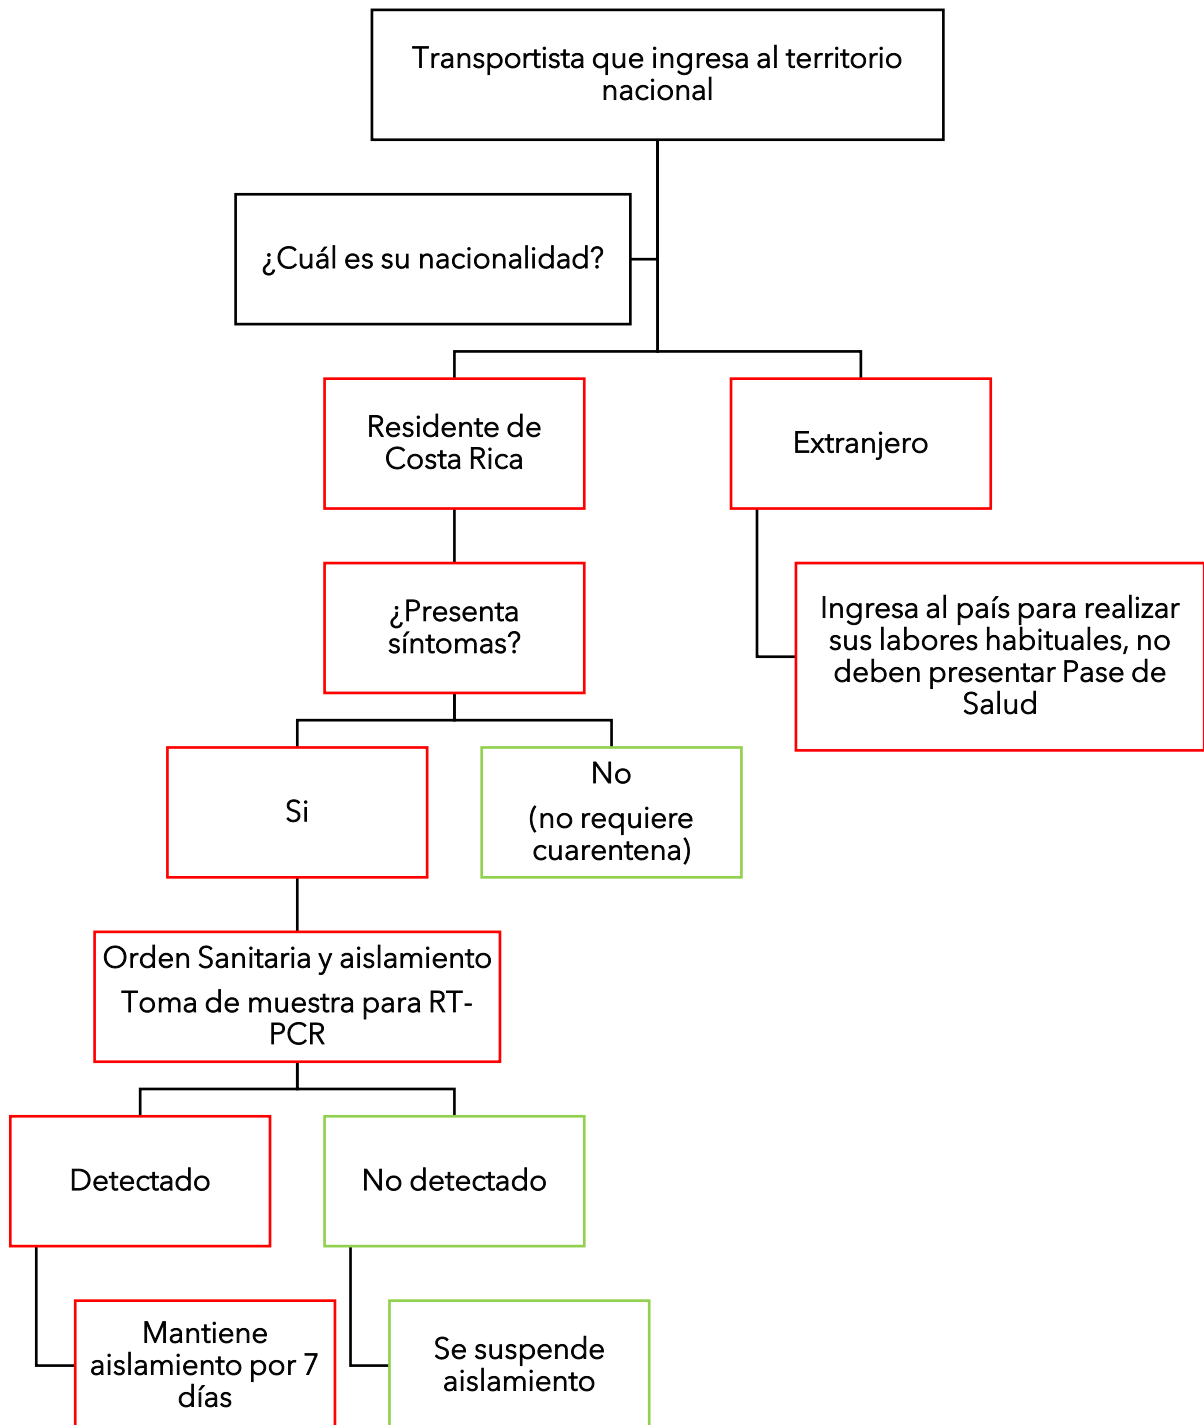 Transportista que ingresa al territorio
nacional
¿Cuál es su nacionalidad?
Residente de
Costa Rica
Extranjero
¿Presenta
síntomas?
Ingresa al país para realizar
sus labores habituales, no
deben presentar Pase de
Salud
Si
No
(no requiere
cuarentena)
Orden Sanitaria y aislamiento
Toma de muestra para RT-
PCR
Detectado
No detectado
Mantiene
aislamiento por 7
días
Se suspende
aislamiento